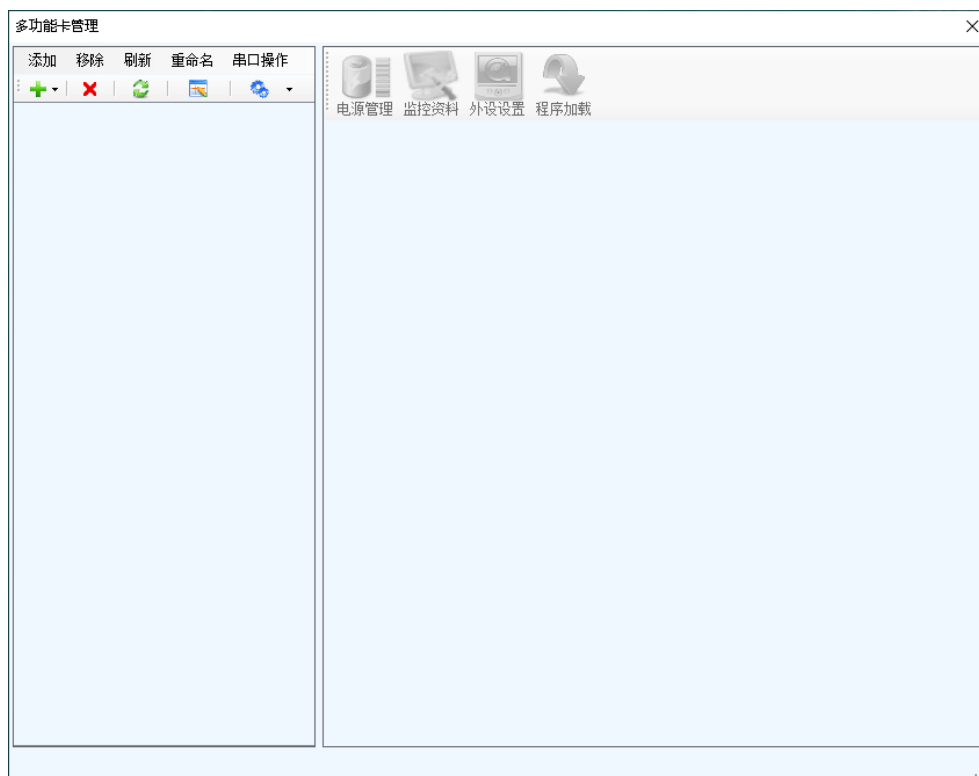 多功能卡管理
添加 移除 刷新 重命名 串口操作
电源管理 监控资料 外设设置 程序加载